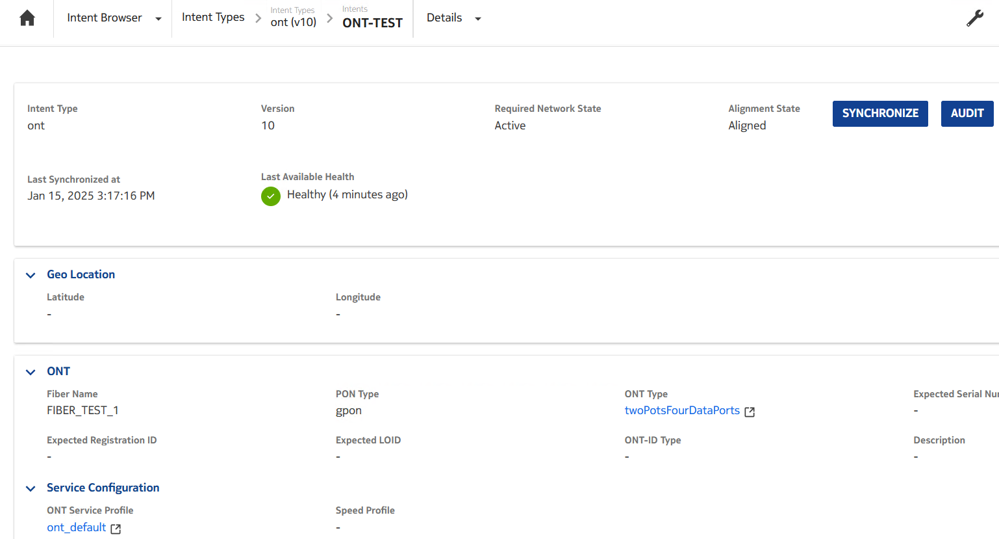 Intent Browser
Intent Types
Intent Types
ont (v10)
Intents
ONT-TEST
Details
Intent Type
ont
Version
10
Required Network State
Active
Alignment State
Aligned
SYNCHRONIZE
AUDIT
Last Synchronized at
Jan 15, 2025 3:17:16 PM
Last Available Health
Healthy (4 minutes ago)
Geo Location
Latitude
-
Longitude
-
ONT
Fiber Name
FIBER_TEST_1
PON Type
gpon
ONT Type
twoPotsFourDataPorts
Expected Serial Nu
-
Expected Registration ID
-
Expected LOID
-
ONT-ID Type
-
Description
-
Service Configuration
ONT Service Profile
ont_default
Speed Profile
-